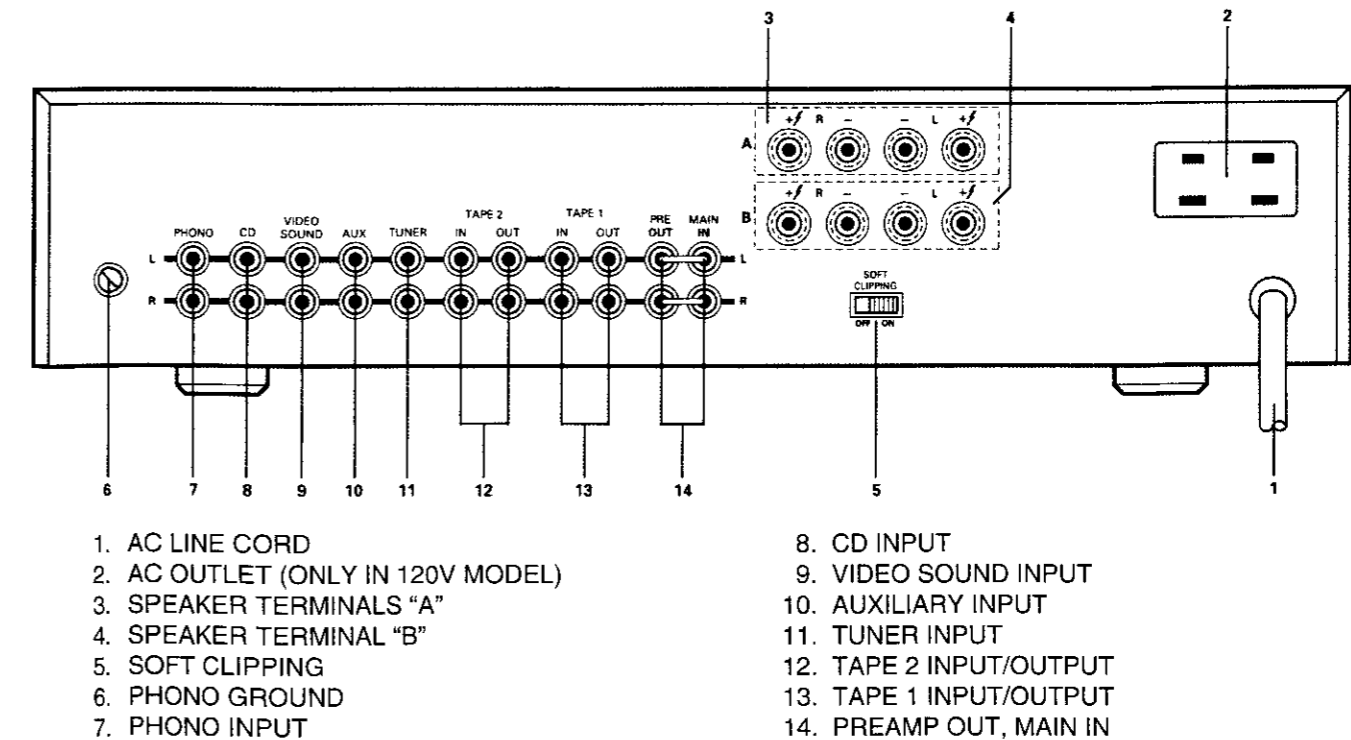 3 4 2
+ R − − L +
A
+ R − − L +
B
PHONO CD VIDEO SOUND AUX TUNER TAPE 2 IN OUT TAPE 1 IN OUT PRE OUT MAIN IN
L L
R R
SOFT
CLIPPING
OFF ON
6 7 8 9 10 11 12 13 14 5 1
1. AC LINE CORD
2. AC OUTLET (ONLY IN 120V MODEL)
3. SPEAKER TERMINALS “A”
4. SPEAKER TERMINAL “B”
5. SOFT CLIPPING
6. PHONO GROUND
7. PHONO INPUT
8. CD INPUT
9. VIDEO SOUND INPUT
10. AUXILIARY INPUT
11. TUNER INPUT
12. TAPE 2 INPUT/OUTPUT
13. TAPE 1 INPUT/OUTPUT
14. PREAMP OUT, MAIN IN